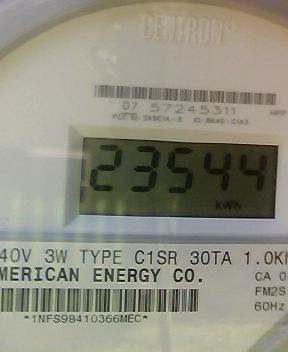 CENTRON®
07 57245311
23544
kWh
40V 3W TYPE C1SR 30TA 1.0Kh
MERICAN ENERGY CO.
CA 0
FM2S
60Hz
*1NFS98410366MEC*